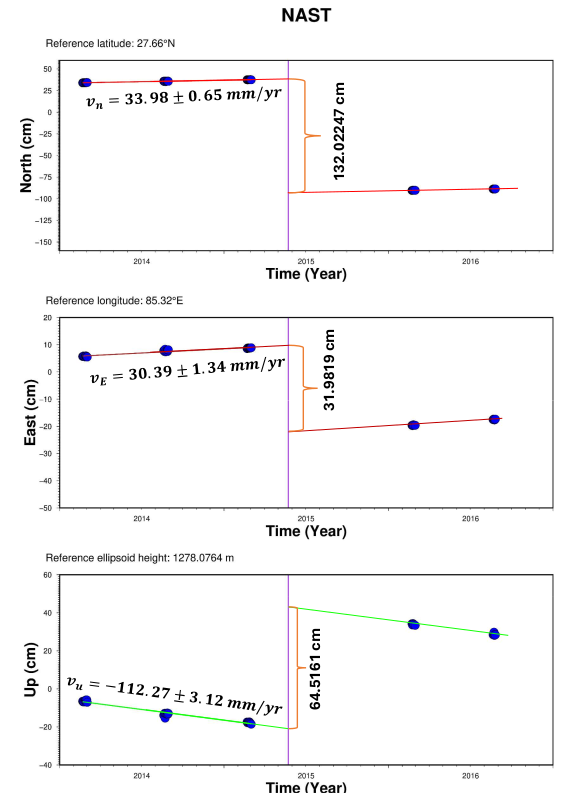 NAST
Reference latitude: 27.66°N
North (cm)
50
25
0
−25
−50
−75
−100
−125
−150
v_n = 33.98 ± 0.65 mm/yr
132.02247 cm
2014
2015
2016
Time (Year)
Reference longitude: 85.32°E
East (cm)
20
10
0
−10
−20
−30
−40
−50
v_E = 30.39 ± 1.34 mm/yr
31.9819 cm
2014
2015
2016
Time (Year)
Reference ellipsoid height: 1278.0764 m
Up (cm)
60
40
20
0
−20
−40
v_u = −112.27 ± 3.12 mm/yr
64.5161 cm
2014
2015
2016
Time (Year)